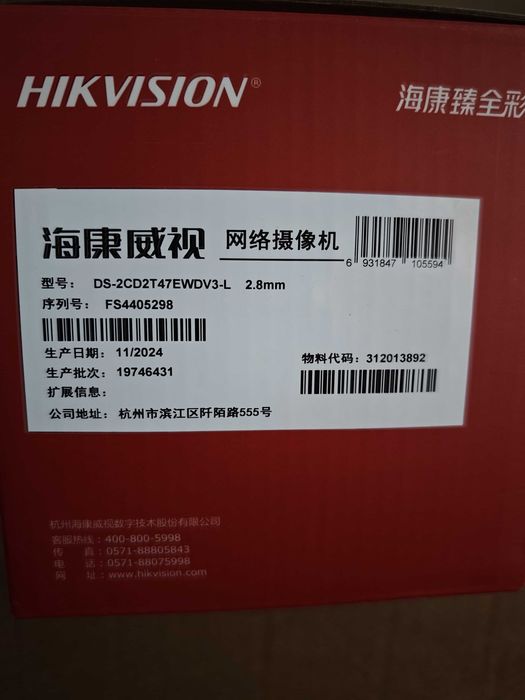 HIKVISION®
海康臻全彩
海康威视 网络摄像机
6 931847 105594
型号： DS-2CD2T47EWDV3-L 2.8mm
序列号： FS4405298
生产日期： 11/2024
物料代码： 312013892
生产批次： 19746431
扩展信息：
公司地址： 杭州市滨江区阡陌路555号
杭州海康威视数字技术股份有限公司
客服热线：400-800-5998
传 真：0571-88805843
电 话：0571-88075998
网 址：www.hikvision.com